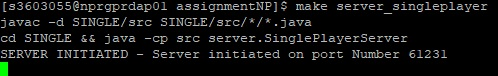 [s3603055@nprgprdap01 assignmentNP]$ make server_singleplayer
javac -d SINGLE/src SINGLE/src/*/*.java
cd SINGLE && java -cp src server.SinglePlayerServer
SERVER INITIATED - Server initiated on port Number 61231